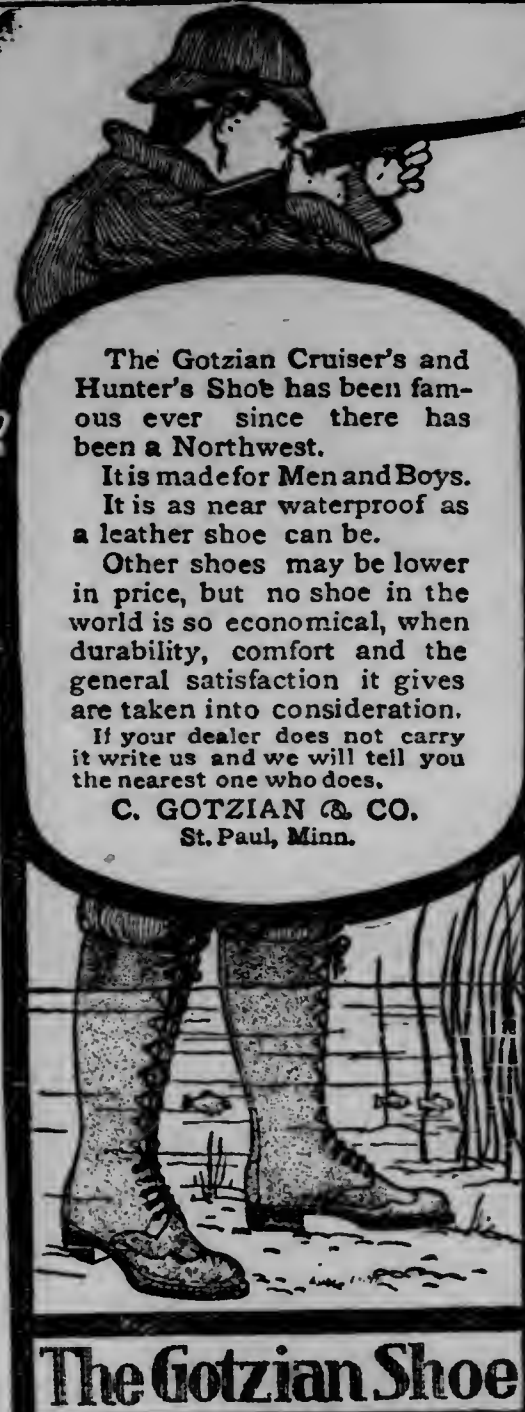 The Gotzian Cruiser's and
Hunter's Shoe has been fam-
ous ever since there has
been a Northwest.
It is made for Men and Boys.
It is as near waterproof as
a leather shoe can be.
Other shoes may be lower
in price, but no shoe in the
world is so economical, when
durability, comfort and the
general satisfaction it gives
are taken into consideration.
If your dealer does not carry
it write us and we will tell you
the nearest one who does.
C. GOTZIAN & CO.
St. Paul, Minn.
The Gotzian Shoe